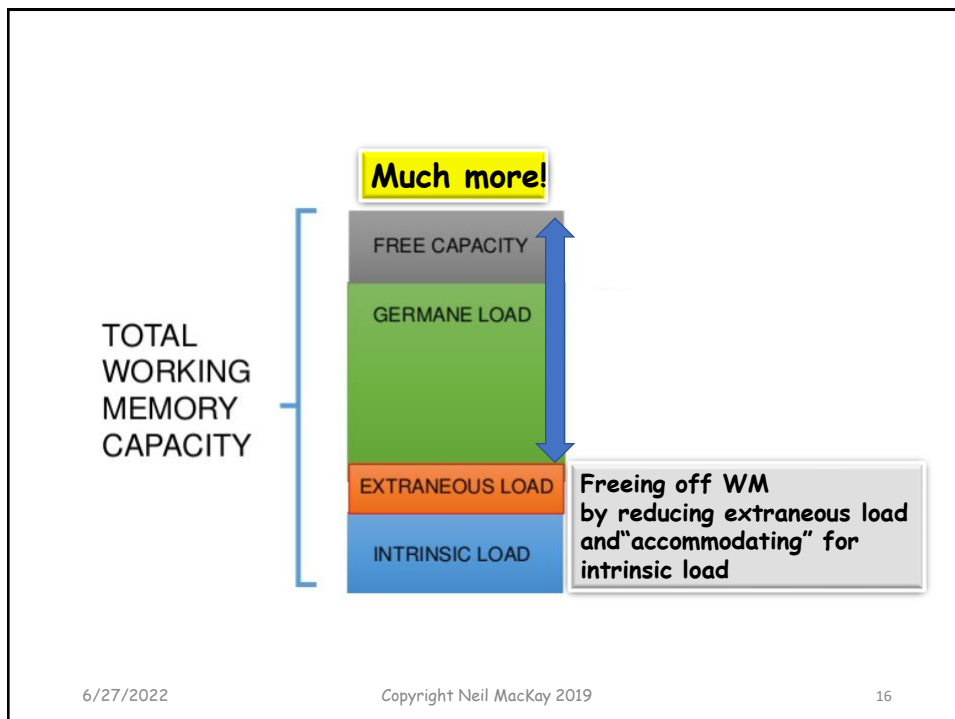 Much more!
FREE CAPACITY
GERMANE LOAD
TOTAL
WORKING
MEMORY
CAPACITY
EXTRANEOUS LOAD
INTRINSIC LOAD
Freeing off WM
by reducing extraneous load
and“accommodating” for
intrinsic load
6/27/2022
Copyright Neil MacKay 2019
16